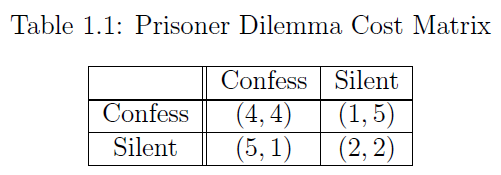 Table 1.1: Prisoner Dilemma Cost Matrix
Confess Silent
Confess (4, 4) (1, 5)
Silent (5, 1) (2, 2)